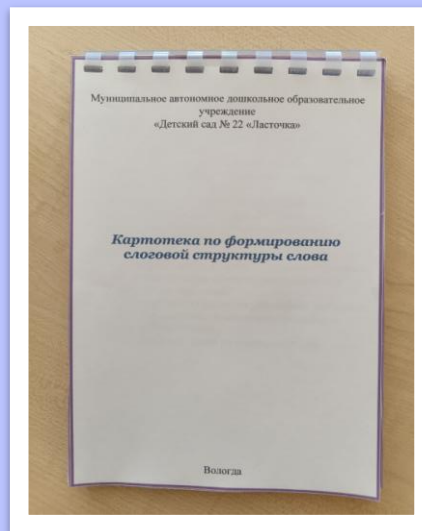 Муниципальное автономное дошкольное образовательное
учреждение
«Детский сад № 22 «Ласточка»
Картотека по формированию
слоговой структуры слова
Вологда